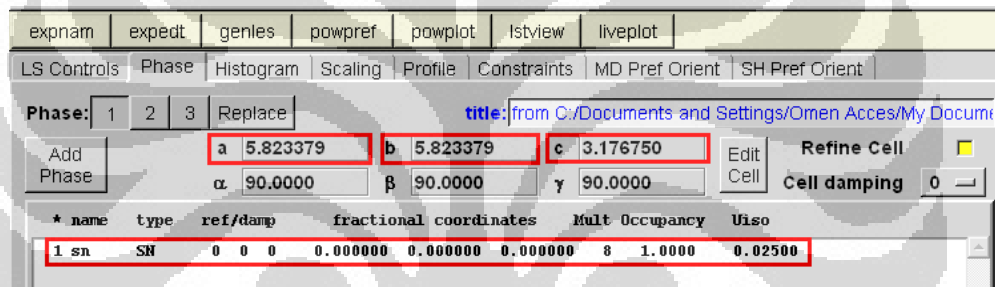 expnam expedt genles powpref powplot lstview liveplot
LS Controls Phase Histogram Scaling Profile Constraints MD Pref Orient SH Pref Orient
Phase: 1 2 3 Replace title: from C:/Documents and Settings/Omen Acces/My Docume
Add Phase a 5.823379 b 5.823379 c 3.176750 Edit Cell Refine Cell
α 90.0000 β 90.0000 γ 90.0000 Cell damping 0
* name type ref/damp fractional coordinates Mult Occupancy Uiso
1 sn SN 0 0 0 0.000000 0.000000 0.000000 8 1.0000 0.02500